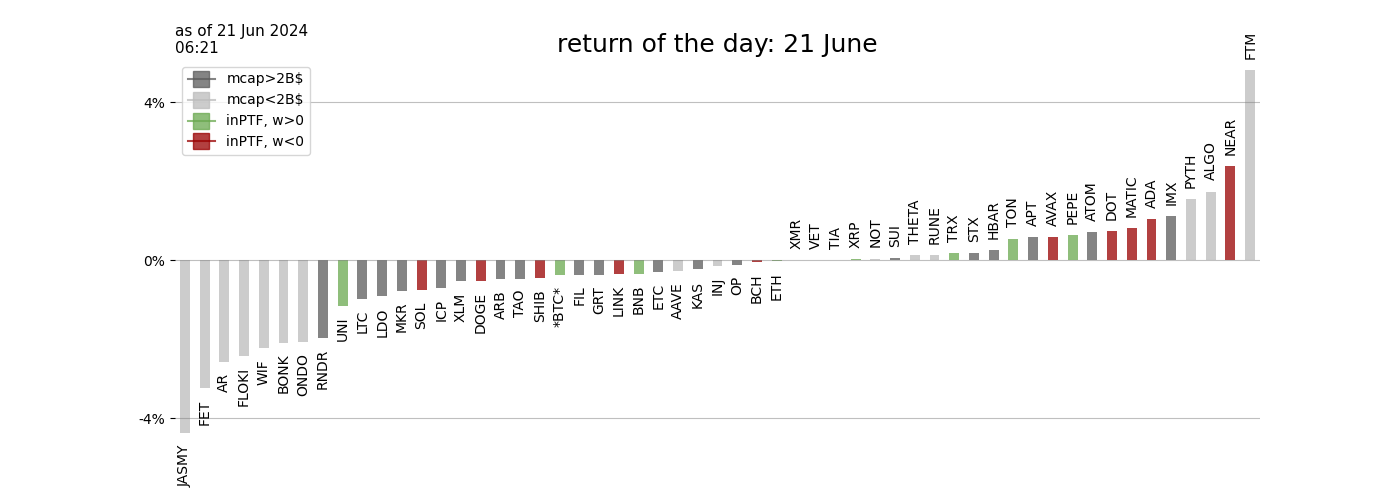 as of 21 Jun 2024
06:21
return of the day: 21 June
mcap>2B$
mcap<2B$
inPTF, w>0
inPTF, w<0
4%
0%
-4%
JASMY
FET
AR
FLOKI
WIF
BONK
ONDO
RNDR
UNI
LTC
LDO
MKR
SOL
ICP
XLM
DOGE
ARB
TAO
SHIB
*BTC*
FIL
GRT
LINK
BNB
ETC
AAVE
KAS
INJ
OP
BCH
ETH
XMR
VET
TIA
XRP
NOT
SUI
THETA
RUNE
TRX
STX
HBAR
TON
APT
AVAX
PEPE
ATOM
DOT
MATIC
ADA
IMX
PYTH
ALGO
NEAR
FTM